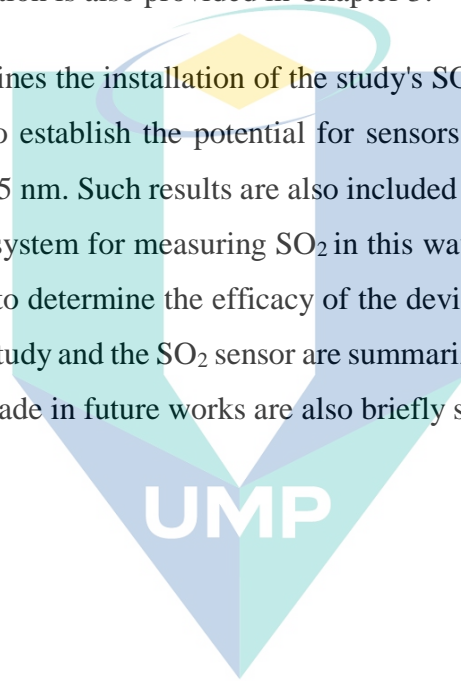 tion is also provided in Chapter 3.
ines the installation of the study's SO
o establish the potential for sensors
5 nm. Such results are also included
system for measuring SO₂ in this wa
to determine the efficacy of the devi
tudy and the SO₂ sensor are summari
ade in future works are also briefly s
UMP